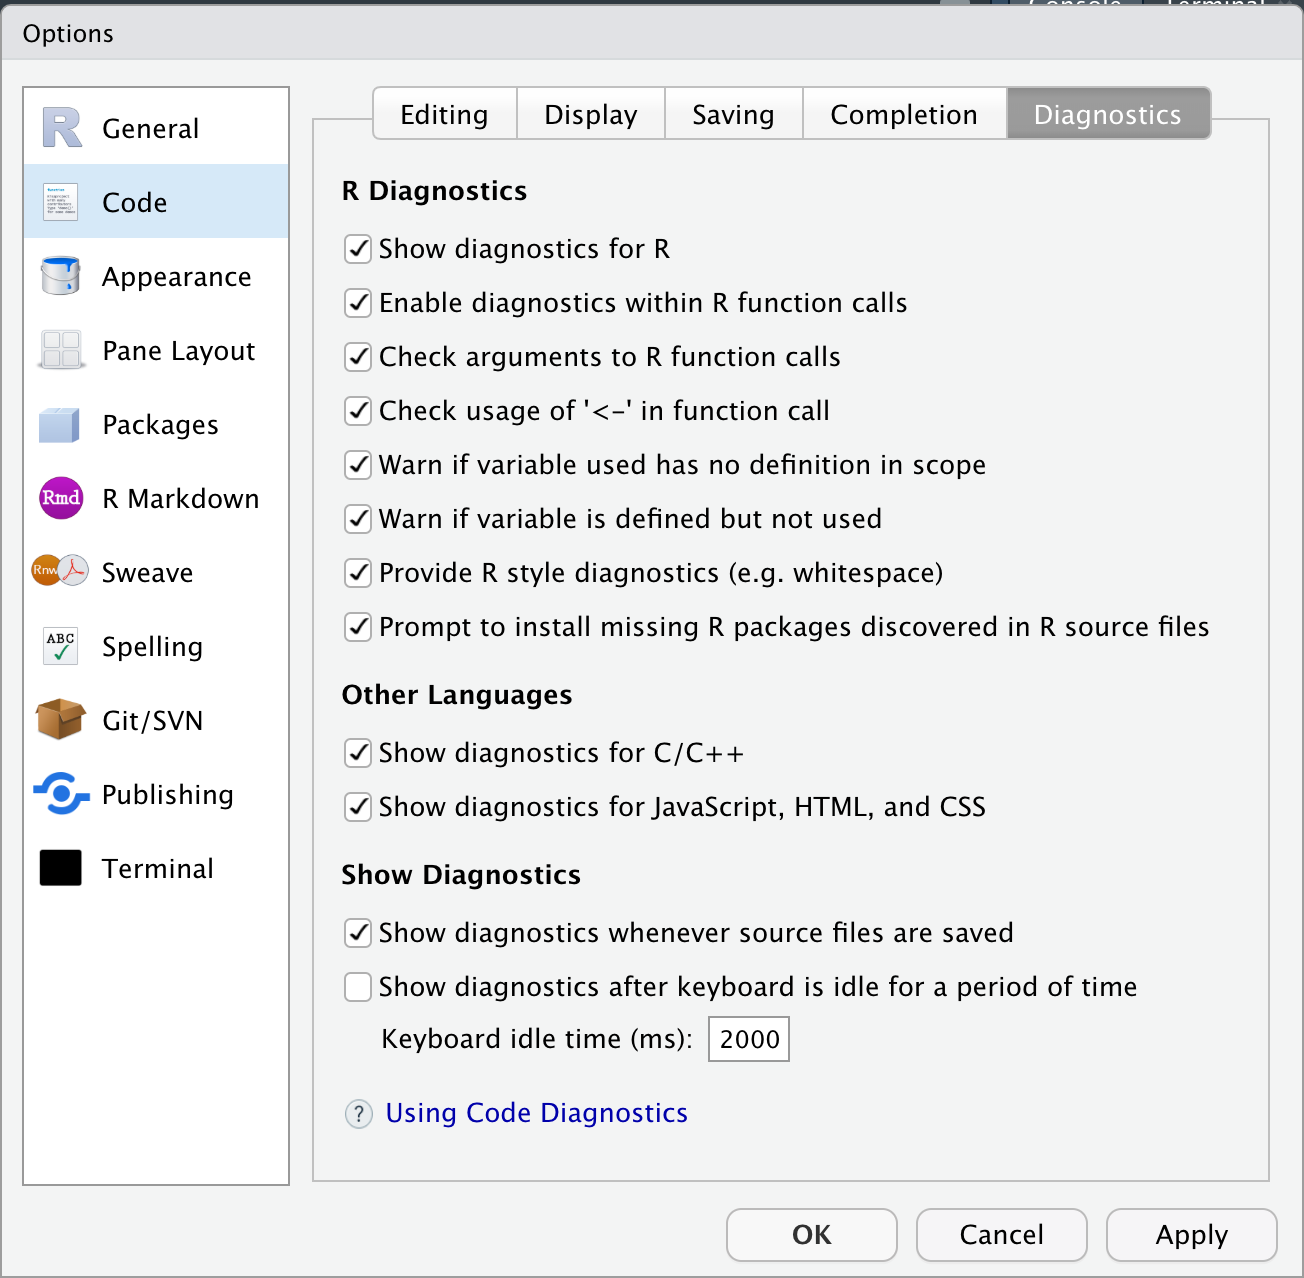 Console Terminal
Options
General
Code
Appearance
Pane Layout
Packages
Rmd R Markdown
Rnw Sweave
ABC Spelling
Git/SVN
Publishing
Terminal
Editing Display Saving Completion Diagnostics
R Diagnostics
Show diagnostics for R
Enable diagnostics within R function calls
Check arguments to R function calls
Check usage of '<-' in function call
Warn if variable used has no definition in scope
Warn if variable is defined but not used
Provide R style diagnostics (e.g. whitespace)
Prompt to install missing R packages discovered in R source files
Other Languages
Show diagnostics for C/C++
Show diagnostics for JavaScript, HTML, and CSS
Show Diagnostics
Show diagnostics whenever source files are saved
Show diagnostics after keyboard is idle for a period of time
Keyboard idle time (ms): 2000
? Using Code Diagnostics
OK Cancel Apply